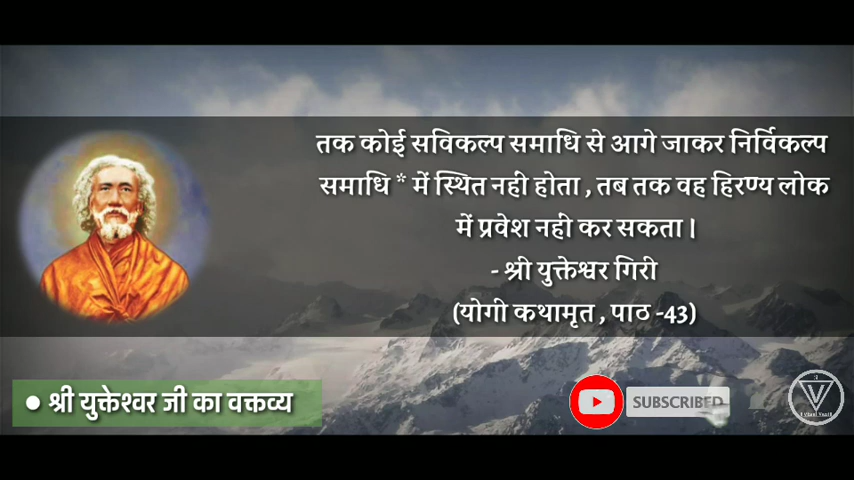 तक कोई सविकल्प समाधि से आगे जाकर निर्विकल्प
समाधि * में स्थित नही होता , तब तक वह हिरण्य लोक
में प्रवेश नही कर सकता ।
- श्री युक्तेश्वर गिरी
(योगी कथामृत , पाठ -43)
• श्री युक्तेश्वर जी का वक्तव्य
SUBSCRIBED